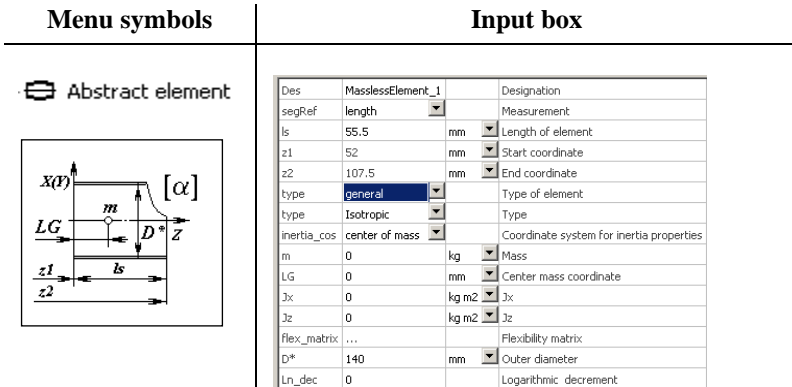 Menu symbols Input box
Abstract element
Des MasslessElement_1 Designation
segRef length Measurement
ls 55.5 mm Length of element
z1 52 mm Start coordinate
z2 107.5 mm End coordinate
type general Type of element
type Isotropic Type
inertia_cos center of mass Coordinate system for inertia properties
m 0 kg Mass
LG 0 mm Center mass coordinate
Jx 0 kg m2 Jx
Jz 0 kg m2 Jz
flex_matrix ... Flexibility matrix
D* 140 mm Outer diameter
Ln_dec 0 Logarithmic decrement
X(Y) [α]
m
LG D* Z
z1 ls
z2